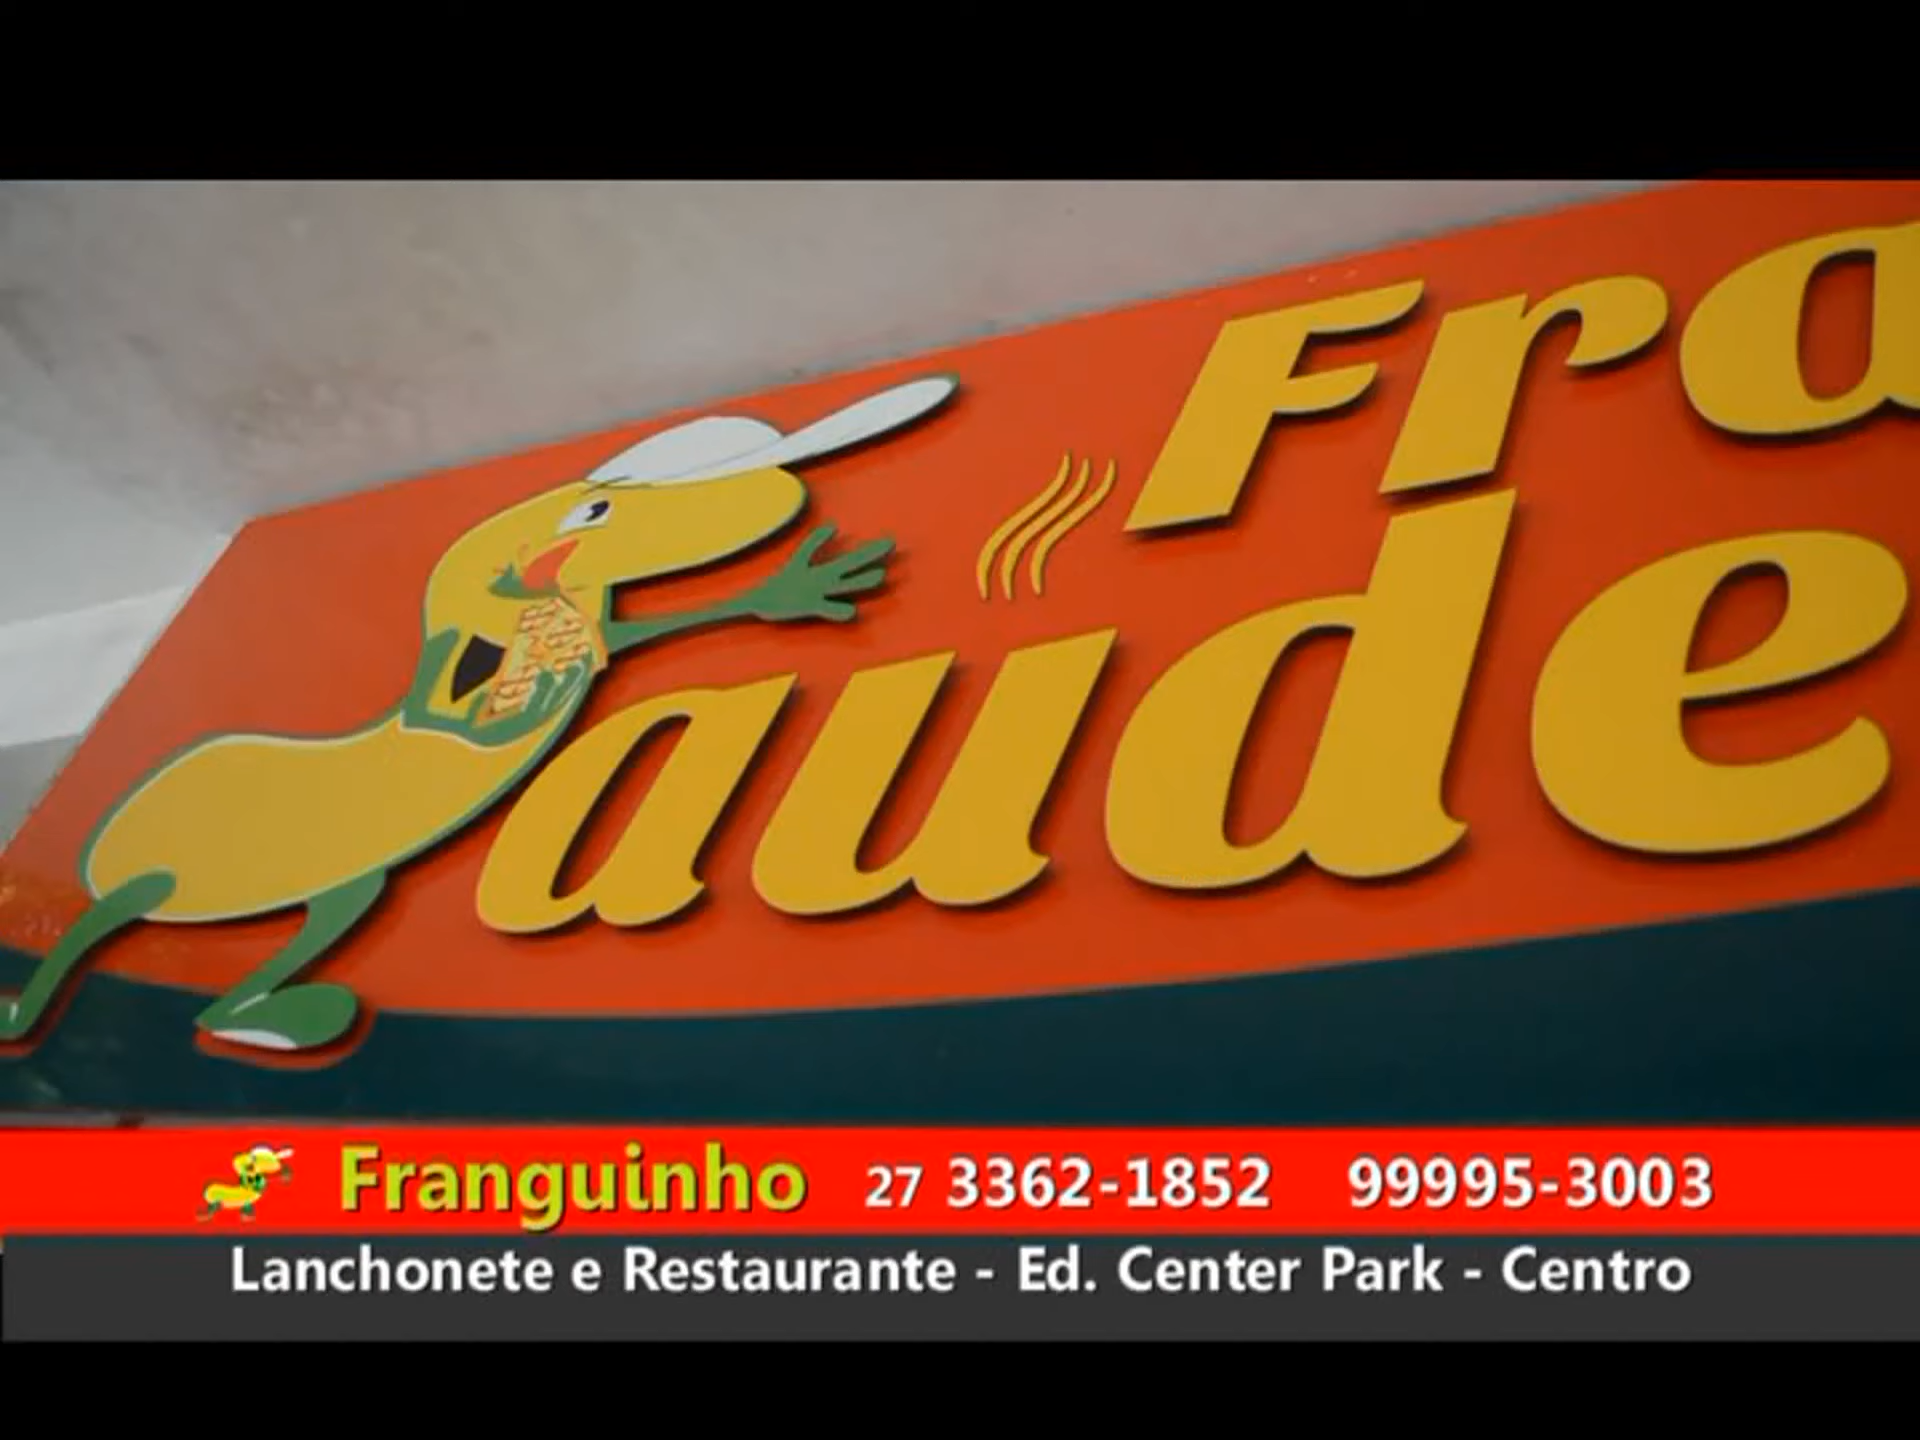 Fra
aude
Franguinho 27 3362-1852 99995-3003
Lanchonete e Restaurante - Ed. Center Park - Centro